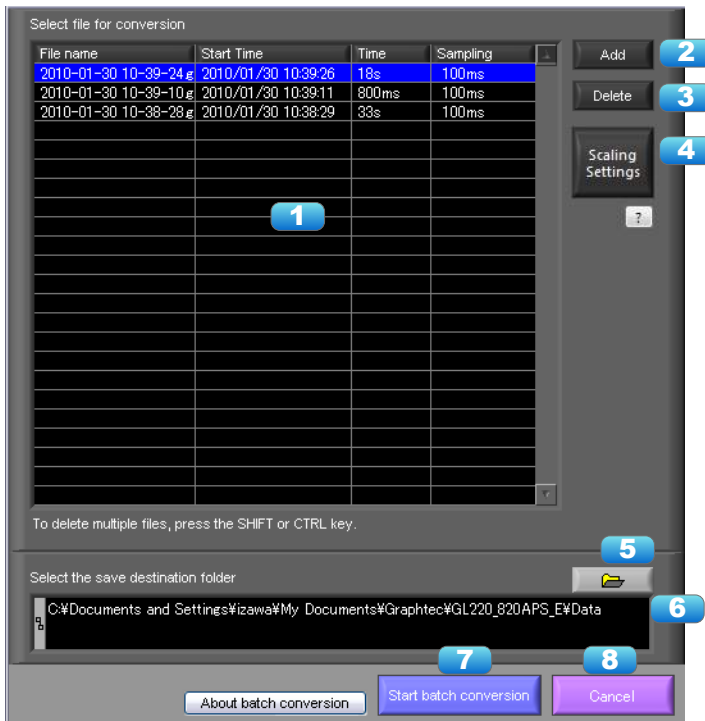 Select file for conversion
File name Start Time Time Sampling
2010-01-30 10-39-24.g 2010/01/30 10:39:26 18s 100ms
2010-01-30 10-39-10.g 2010/01/30 10:39:11 800ms 100ms
2010-01-30 10-38-28.g 2010/01/30 10:38:29 33s 100ms
1
Add 2
Delete 3
Scaling 4
Settings
?
To delete multiple files, press the SHIFT or CTRL key.
5
Select the save destination folder
C:¥Documents and Settings¥izawa¥My Documents¥Graphtec¥GL220_820APS_E¥Data 6
7 8
About batch conversion Start batch conversion Cancel